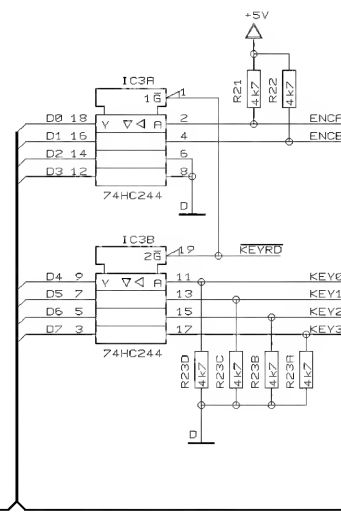 +5V
IC3A
1G 1
R21 4k7
R22 4k7
D0 18 Y A 2 ENCA
D1 16 4 ENCB
D2 14 6
D3 12 8
74HC244
D
IC3B
2G 19 KEYRD
D4 9 Y A 11 KEY0
D5 7 13 KEY1
D6 5 15 KEY2
D7 3 17 KEY3
74HC244
R23D 4k7
R23C 4k7
R23B 4k7
R23A 4k7
D